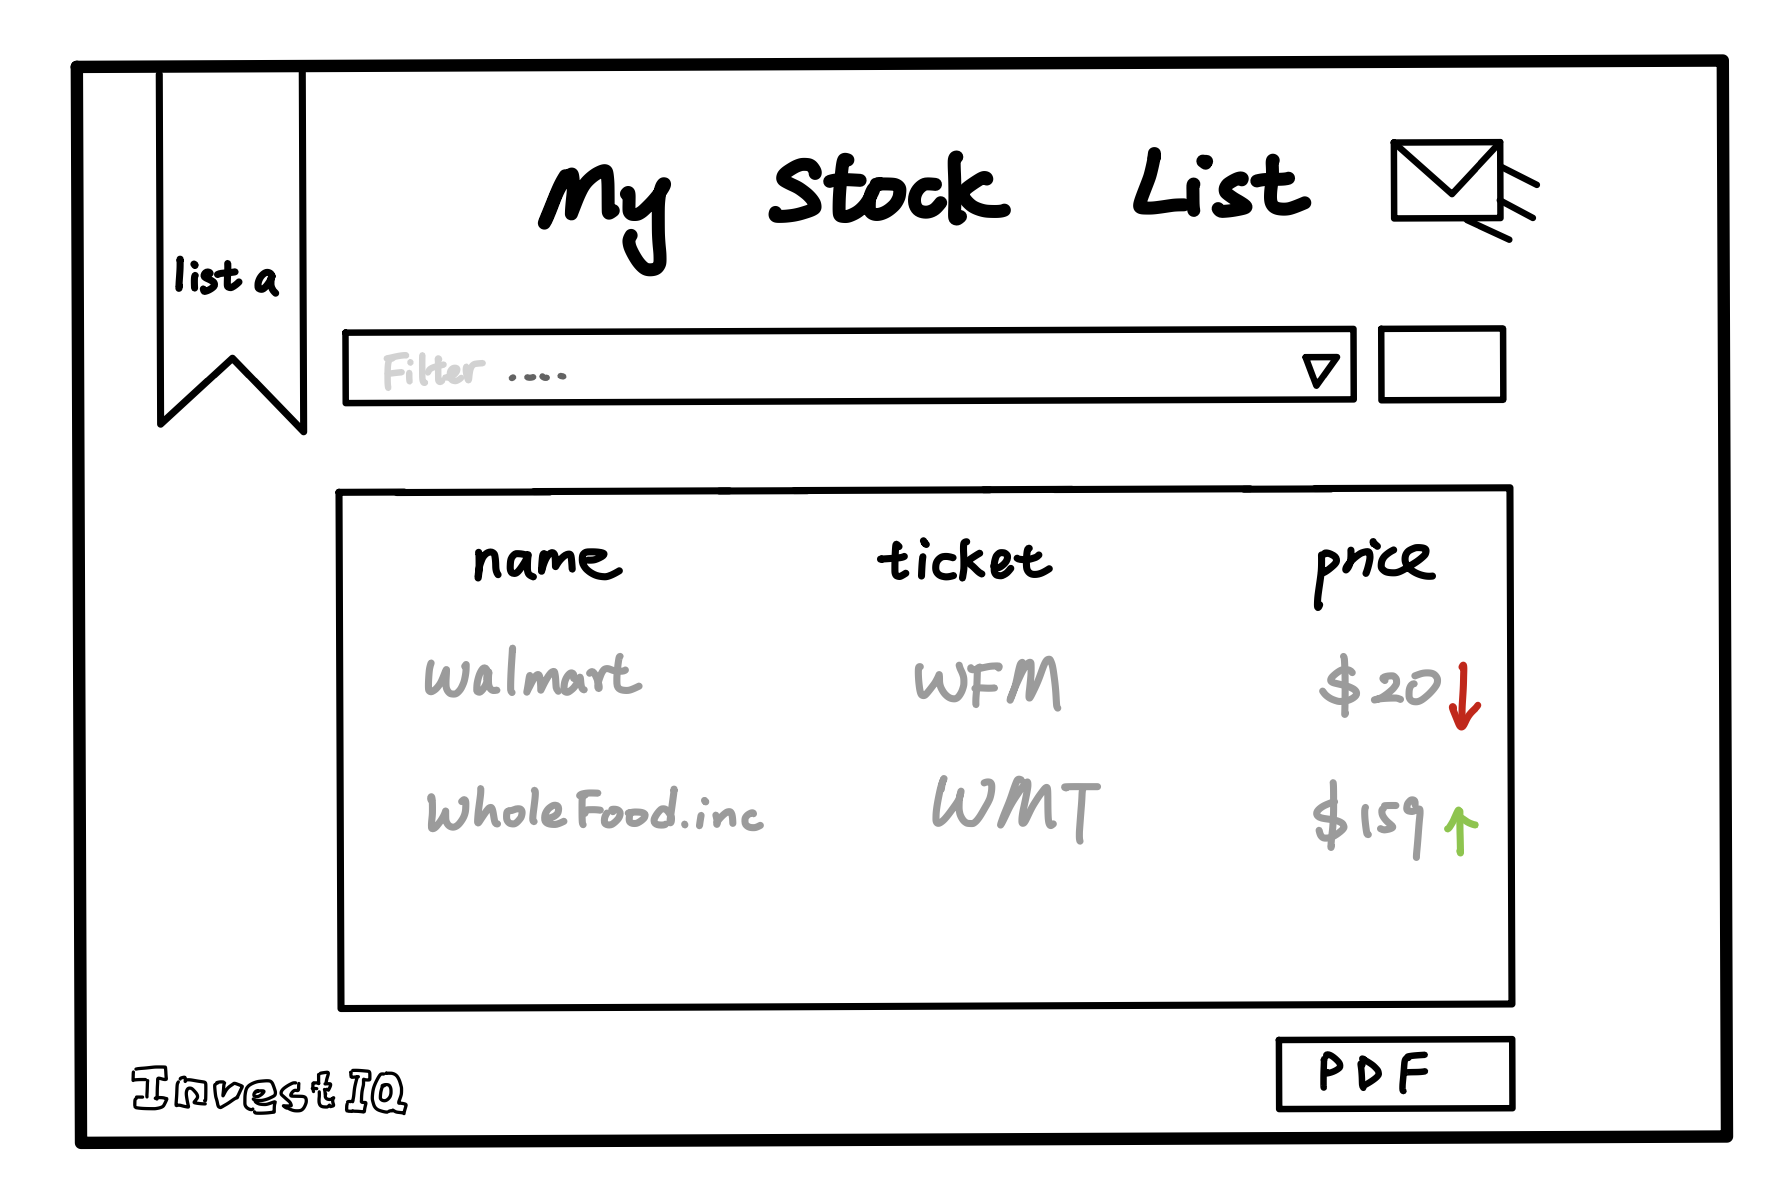 My Stock List
list a
Filter ....
name ticket price
Walmart WFM $20
WholeFood.inc WMT $159
InvestIQ
PDF